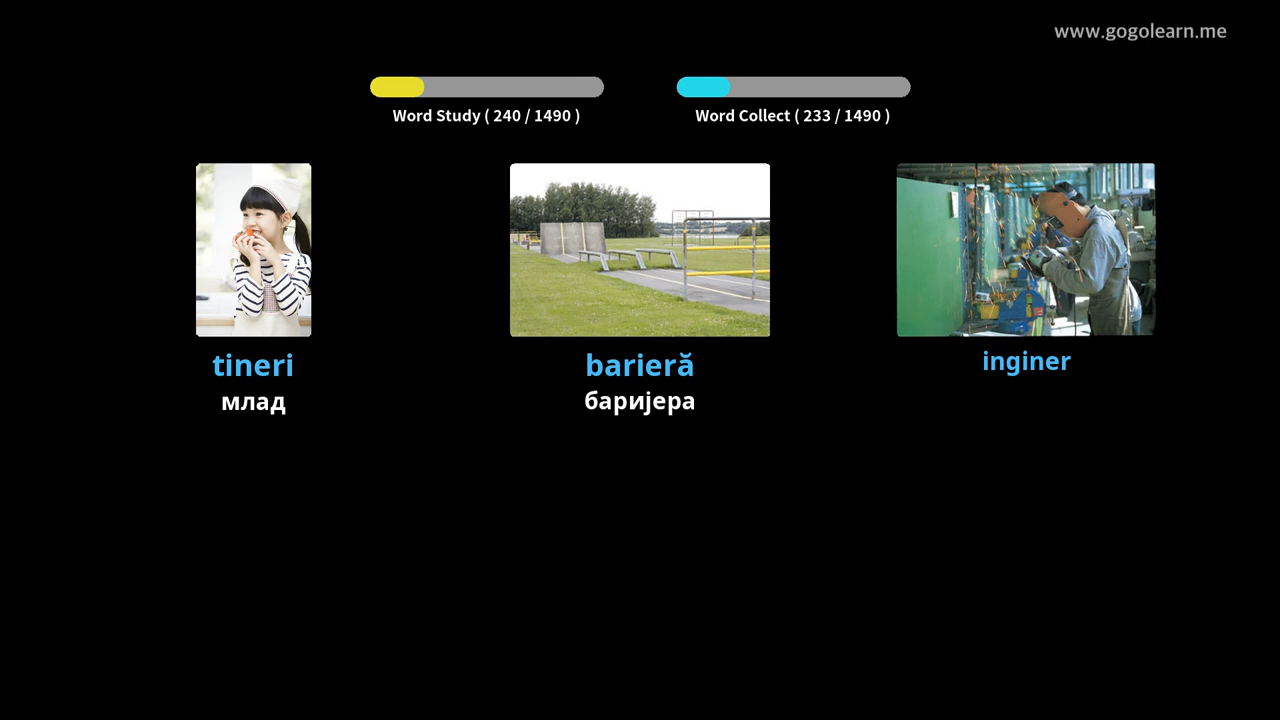 www.gogolearn.me
Word Study ( 240 / 1490 )
Word Collect ( 233 / 1490 )
tineri
млад
barieră
баријера
inginer